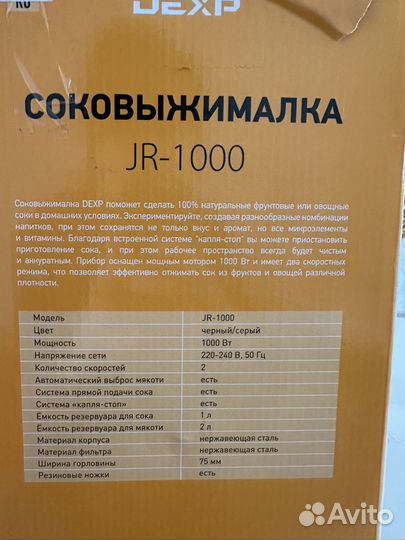 RU
DEXP
СОКОВЫЖИМАЛКА
JR-1000
Соковыжималка DEXP поможет сделать 100% натуральные фруктовые или овощные
соки в домашних условиях. Экспериментируйте, создавая разнообразные комбинации
напитков, при этом сохранятся не только вкус и аромат, но все микроэлементы
и витамины. Благодаря встроенной системе "капля-стоп" вы можете приостановить
приготовление сока, и при этом рабочее пространство всегда будет чистым
и аккуратным. Прибор оснащен мощным мотором 1000 Вт и имеет два скоростных
режима, что позволяет эффективно отжимать сок из фруктов и овощей различной
плотности.
Модель JR-1000
Цвет черный/серый
Мощность 1000 Вт
Напряжение сети 220-240 В, 50 Гц
Количество скоростей 2
Автоматический выброс мякоти есть
Система прямой подачи сока есть
Система «капля-стоп» есть
Емкость резервуара для сока 1 л
Емкость резервуара для мякоти 2 л
Материал корпуса нержавеющая сталь
Материал фильтра нержавеющая сталь
Ширина горловины 75 мм
Резиновые ножки есть
Avito